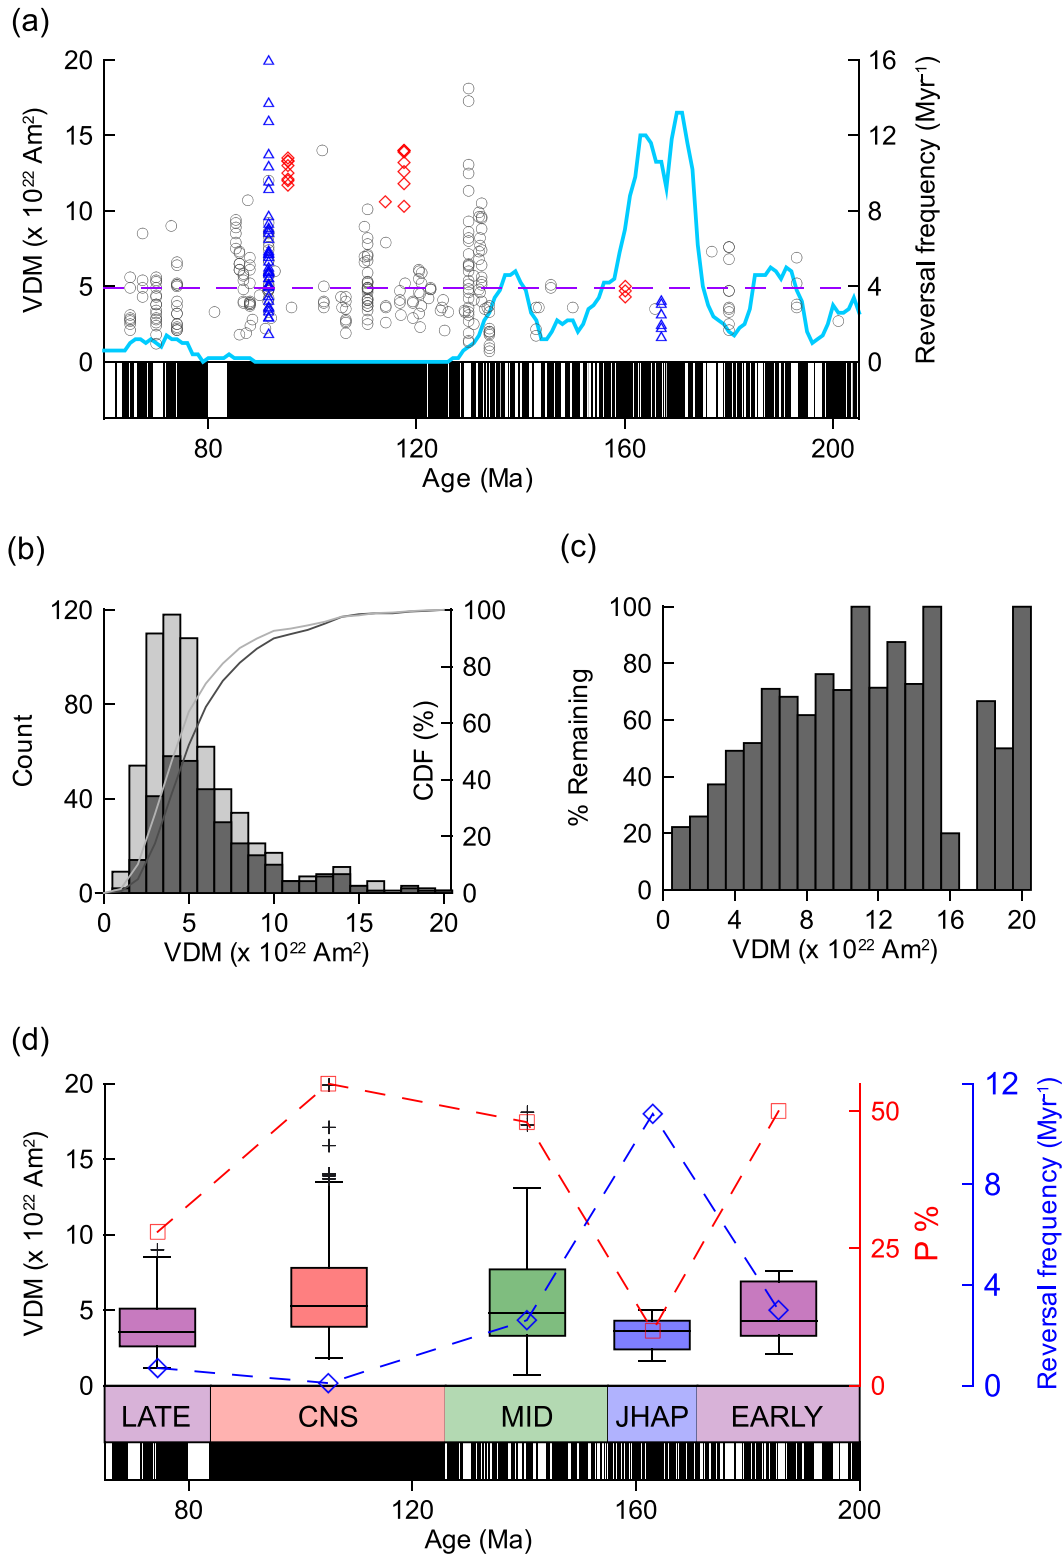 (a)
20
15
10
5
0
VDM (x 10²² Am²)
16
12
8
4
0
Reversal frequency (Myr⁻¹)
80
120
160
200
Age (Ma)
(b)
120
80
40
0
Count
100
80
60
40
20
0
CDF (%)
0
5
10
15
20
VDM (x 10²² Am²)
(c)
100
80
60
40
20
0
% Remaining
0
4
8
12
16
20
VDM (x 10²² Am²)
(d)
20
15
10
5
0
VDM (x 10²² Am²)
50
25
0
P %
12
8
4
0
Reversal frequency (Myr⁻¹)
LATE
CNS
MID
JHAP
EARLY
80
120
160
200
Age (Ma)